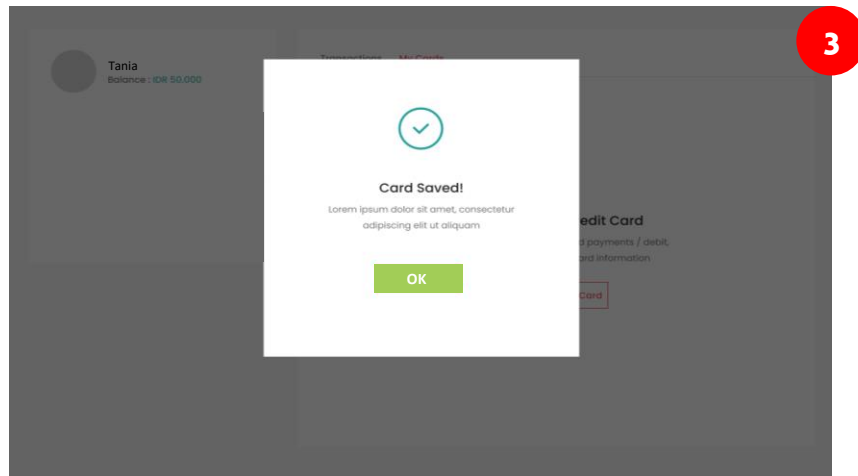 3
Transactions My Cards
Tania
Balance : IDR 50.000
Card Saved!
Lorem ipsum dolor sit amet, consectetur
adipiscing elit ut aliquam
OK
edit Card
d payments / debit,
ard information
Card